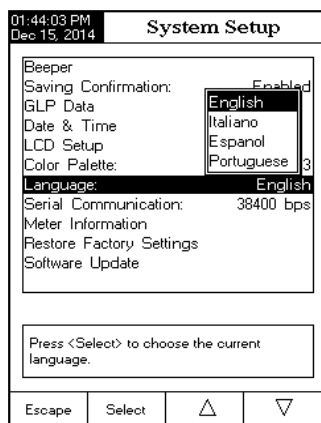 01:44:03 PM
Dec 15, 2014
System Setup
Beeper
Saving Confirmation: Enabled
GLP Data
Date & Time
LCD Setup
Color Palette: 3
English
Italiano
Espanol
Portuguese
Language: English
Serial Communication: 38400 bps
Meter Information
Restore Factory Settings
Software Update
Press <Select> to choose the current
language.
Escape Select